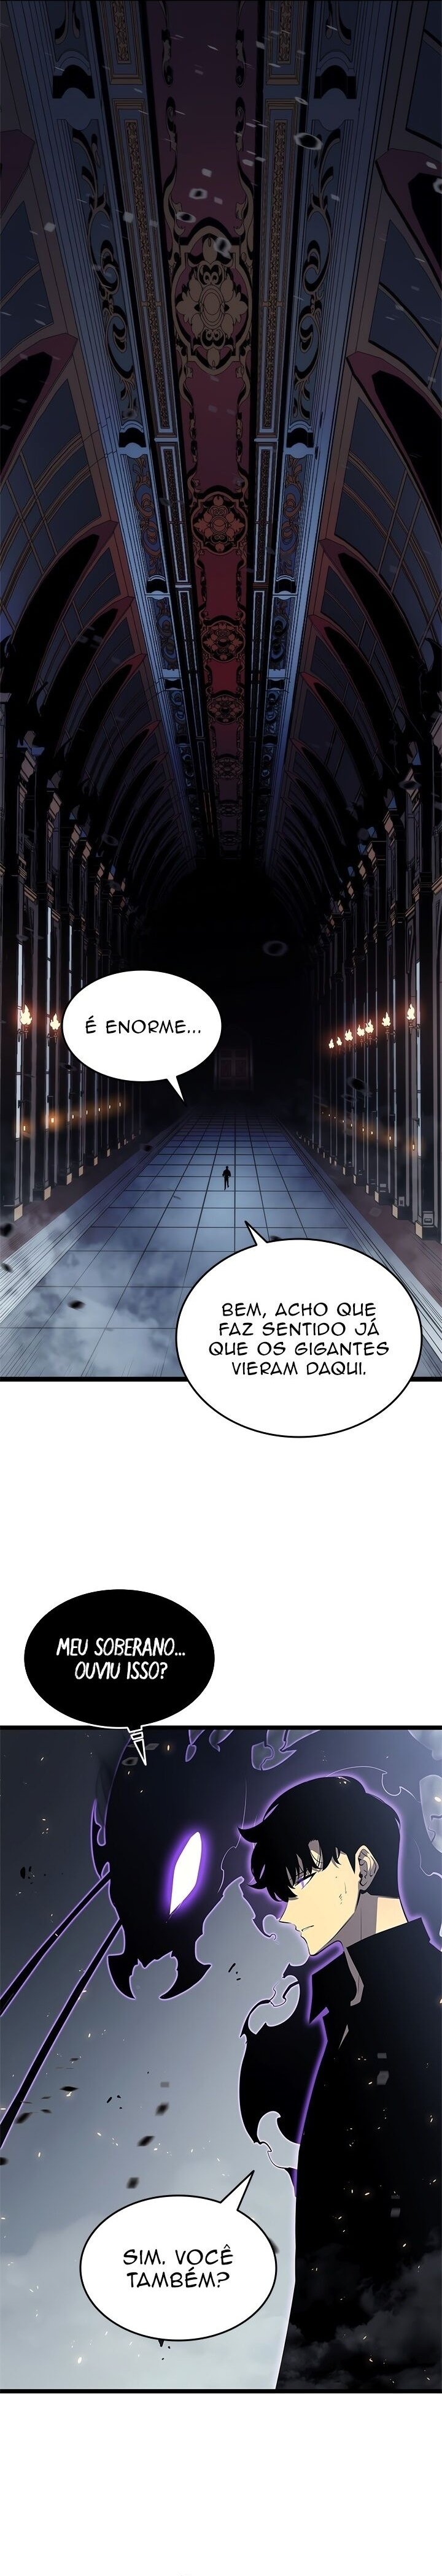 É ENORME...
BEM, ACHO QUE
FAZ SENTIDO JÁ
QUE OS GIGANTES
VIERAM DAQUI.
MEU SOBERANO...
OUVIU ISSO?
SIM. VOCÊ
TAMBÉM?